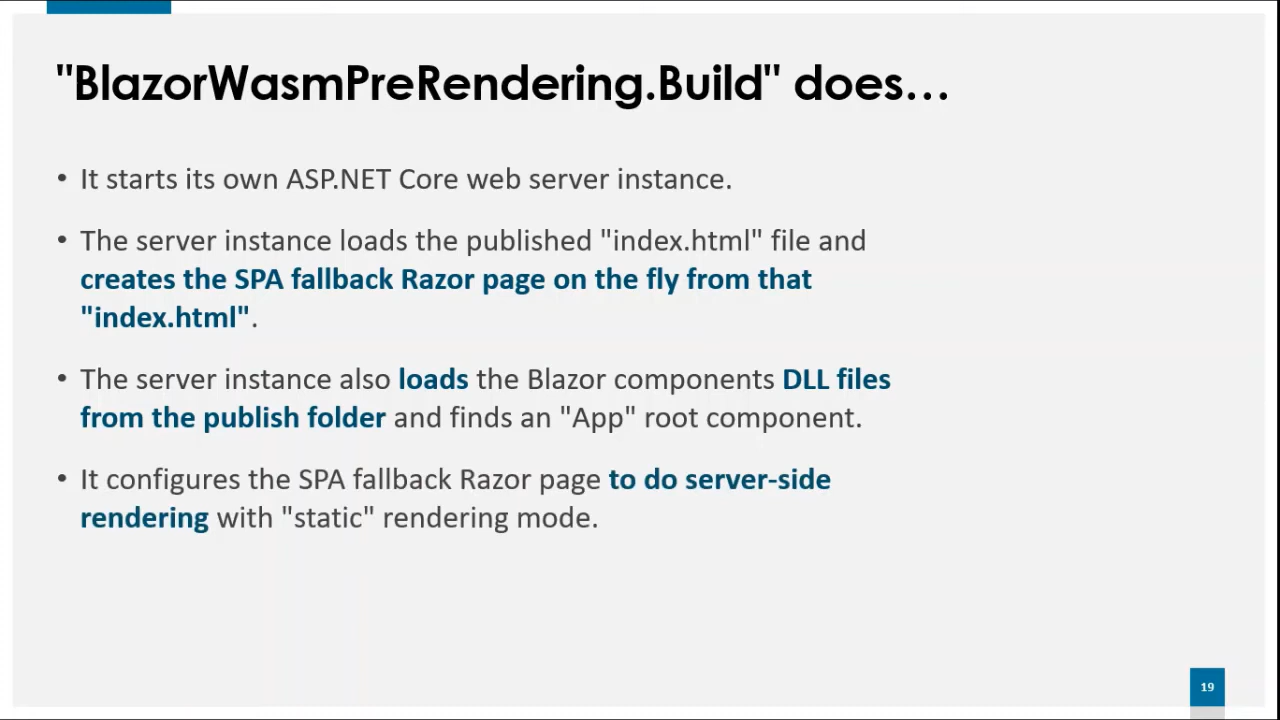 "BlazorWasmPreRendering.Build" does…
• It starts its own ASP.NET Core web server instance.
• The server instance loads the published "index.html" file and
creates the SPA fallback Razor page on the fly from that
"index.html".
• The server instance also loads the Blazor components DLL files
from the publish folder and finds an "App" root component.
• It configures the SPA fallback Razor page to do server-side
rendering with "static" rendering mode.
19